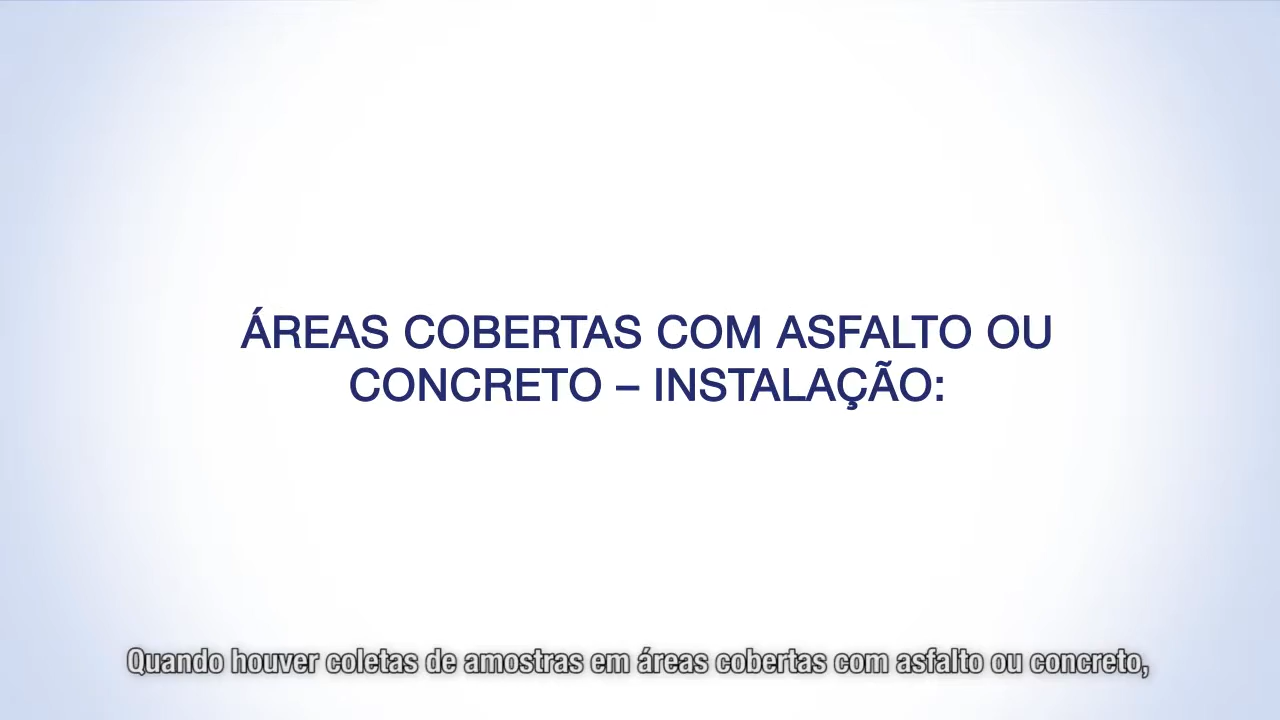 ÁREAS COBERTAS COM ASFALTO OU
CONCRETO – INSTALAÇÃO:
Quando houver coletas de amostras em áreas cobertas com asfalto ou concreto,